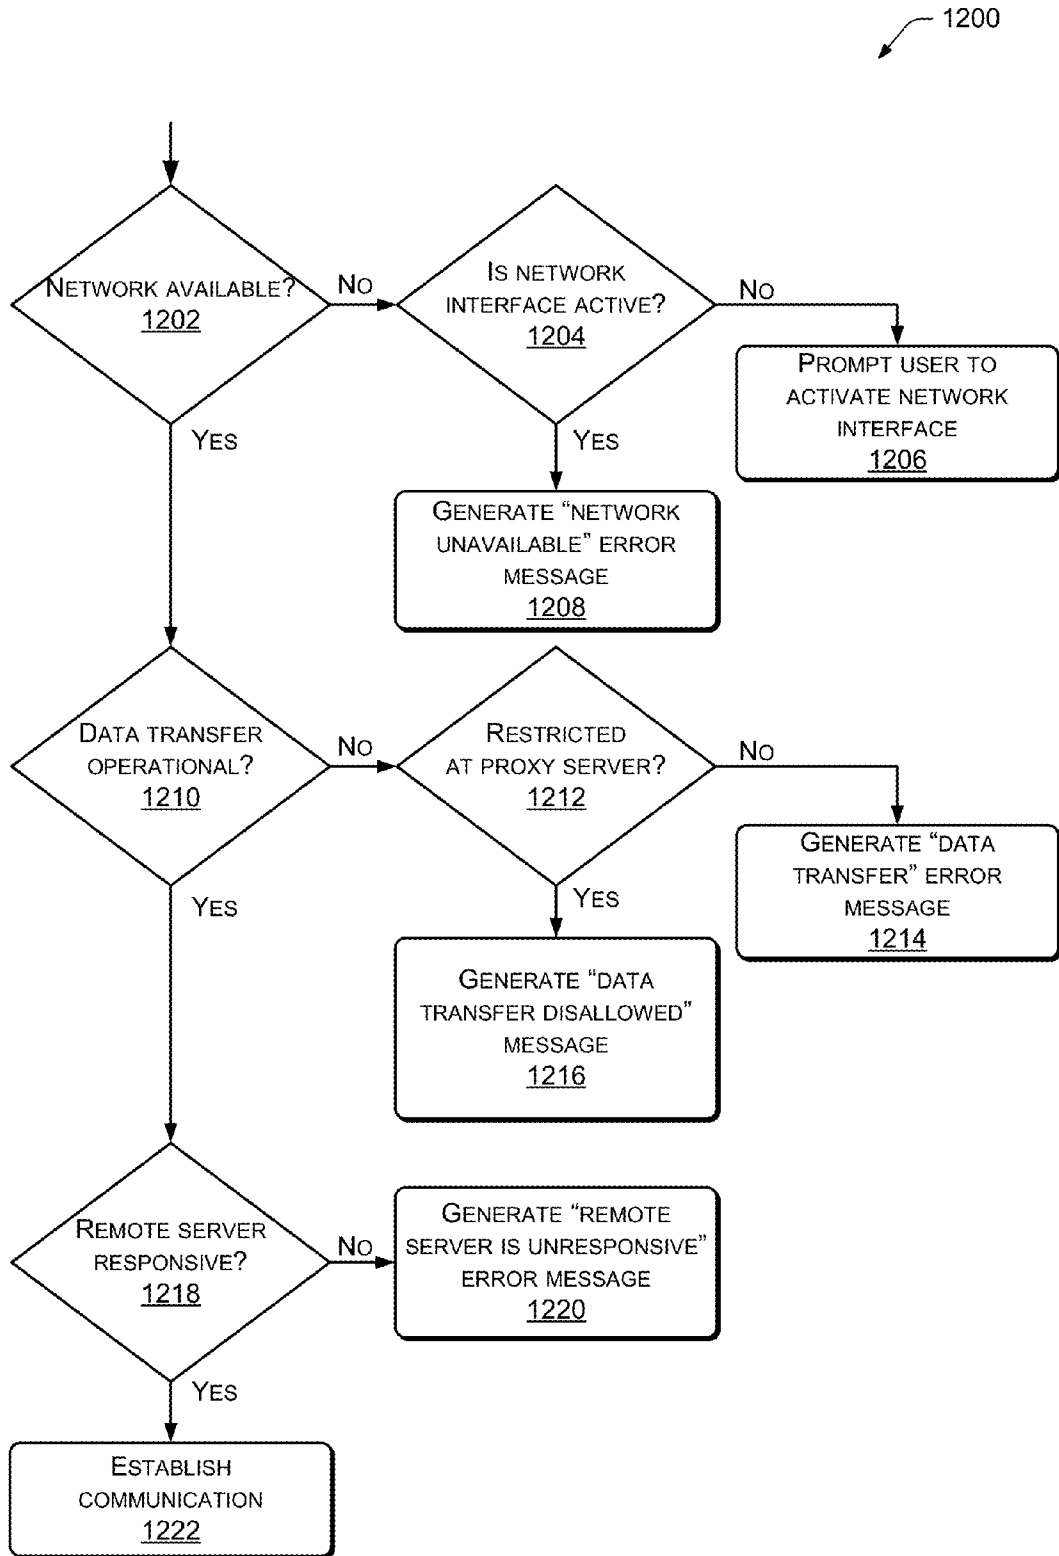 1200
NETWORK AVAILABLE?
1202
NO
IS NETWORK
INTERFACE ACTIVE?
1204
NO
PROMPT USER TO
ACTIVATE NETWORK
INTERFACE
1206
YES
YES
GENERATE “NETWORK
UNAVAILABLE” ERROR
MESSAGE
1208
DATA TRANSFER
OPERATIONAL?
1210
NO
RESTRICTED
AT PROXY SERVER?
1212
NO
GENERATE “DATA
TRANSFER” ERROR
MESSAGE
1214
YES
YES
GENERATE “DATA
TRANSFER DISALLOWED”
MESSAGE
1216
REMOTE SERVER
RESPONSIVE?
1218
NO
GENERATE “REMOTE
SERVER IS UNRESPONSIVE”
ERROR MESSAGE
1220
YES
ESTABLISH
COMMUNICATION
1222